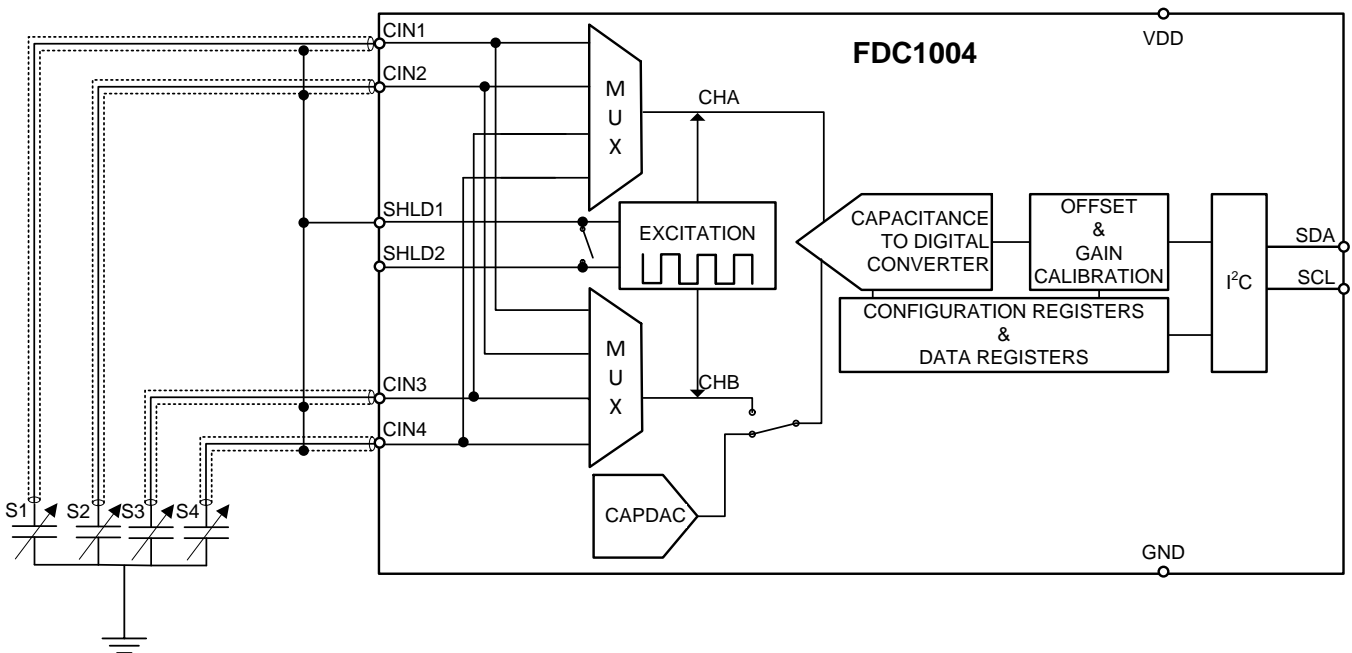 FDC1004
VDD
CIN1
CIN2
M
U
X
CHA
SHLD1
SHLD2
EXCITATION
CAPACITANCE
TO DIGITAL
CONVERTER
OFFSET
&
GAIN
CALIBRATION
I²C
SDA
SCL
CONFIGURATION REGISTERS
&
DATA REGISTERS
M
U
X
CHB
CIN3
CIN4
CAPDAC
S1
S2
S3
S4
GND